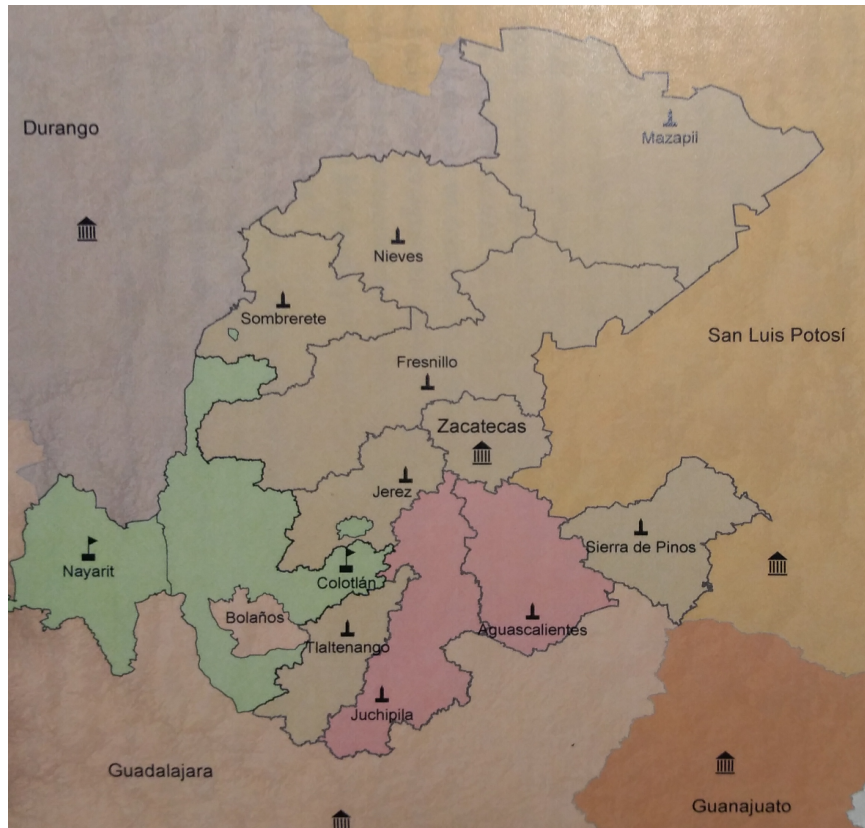 Durango
Mazapil
Nieves
Sombrerete
San Luis Potosí
Fresnillo
Zacatecas
Jerez
Sierra de Pinos
Nayarit
Colotlán
Bolaños
Aguascalientes
Tlaltenango
Juchipila
Guadalajara
Guanajuato